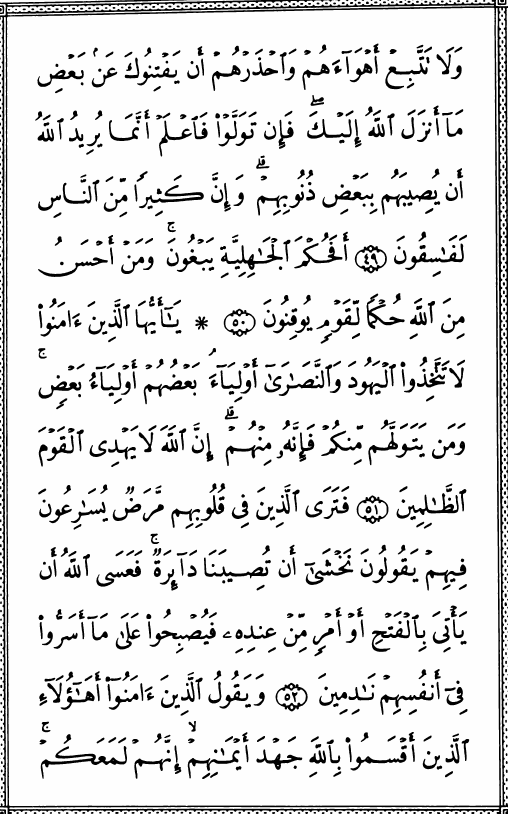 وَلَا تَتَّبِعْ أَهْوَآءَهُمْ وَٱحْذَرْهُمْ أَن يَفْتِنُوكَ عَنۢ بَعْضِ
مَآ أَنزَلَ ٱللَّهُ إِلَيْكَۖ فَإِن تَوَلَّوْا۟ فَٱعْلَمْ أَنَّمَا يُرِيدُ ٱللَّهُ
أَن يُصِيبَهُم بِبَعْضِ ذُنُوبِهِمْۗ وَإِنَّ كَثِيرًا مِّنَ ٱلنَّاسِ
لَفَٰسِقُونَ ٤٩ أَفَحُكْمَ ٱلْجَٰهِلِيَّةِ يَبْغُونَۚ وَمَنْ أَحْسَنُ
مِنَ ٱللَّهِ حُكْمًا لِّقَوْمٍ يُوقِنُونَ ٥٠ * يَٰٓأَيُّهَا ٱلَّذِينَ ءَامَنُوا۟
لَا تَتَّخِذُوا۟ ٱلْيَهُودَ وَٱلنَّصَٰرَىٰٓ أَوْلِيَآءَۘ بَعْضُهُمْ أَوْلِيَآءُ بَعْضٍۚ
وَمَن يَتَوَلَّهُم مِّنكُمْ فَإِنَّهُۥ مِنْهُمْۗ إِنَّ ٱللَّهَ لَا يَهْدِى ٱلْقَوْمَ
ٱلظَّٰلِمِينَ ٥١ فَتَرَى ٱلَّذِينَ فِى قُلُوبِهِم مَّرَضٌ يُسَٰرِعُونَ
فِيهِمْ يَقُولُونَ نَخْشَىٰٓ أَن تُصِيبَنَا دَآئِرَةٌۚ فَعَسَى ٱللَّهُ أَن
يَأْتِىَ بِٱلْفَتْحِ أَوْ أَمْرٍ مِّنْ عِندِهِۦ فَيُصْبِحُوا۟ عَلَىٰ مَآ أَسَرُّوا۟
فِىٓ أَنفُسِهِمْ نَٰدِمِينَ ٥٢ وَيَقُولُ ٱلَّذِينَ ءَامَنُوٓا۟ أَهَٰٓؤُلَآءِ
ٱلَّذِينَ أَقْسَمُوا۟ بِٱللَّهِ جَهْدَ أَيْمَٰنِهِمْۙ إِنَّهُمْ لَمَعَكُمْۚ